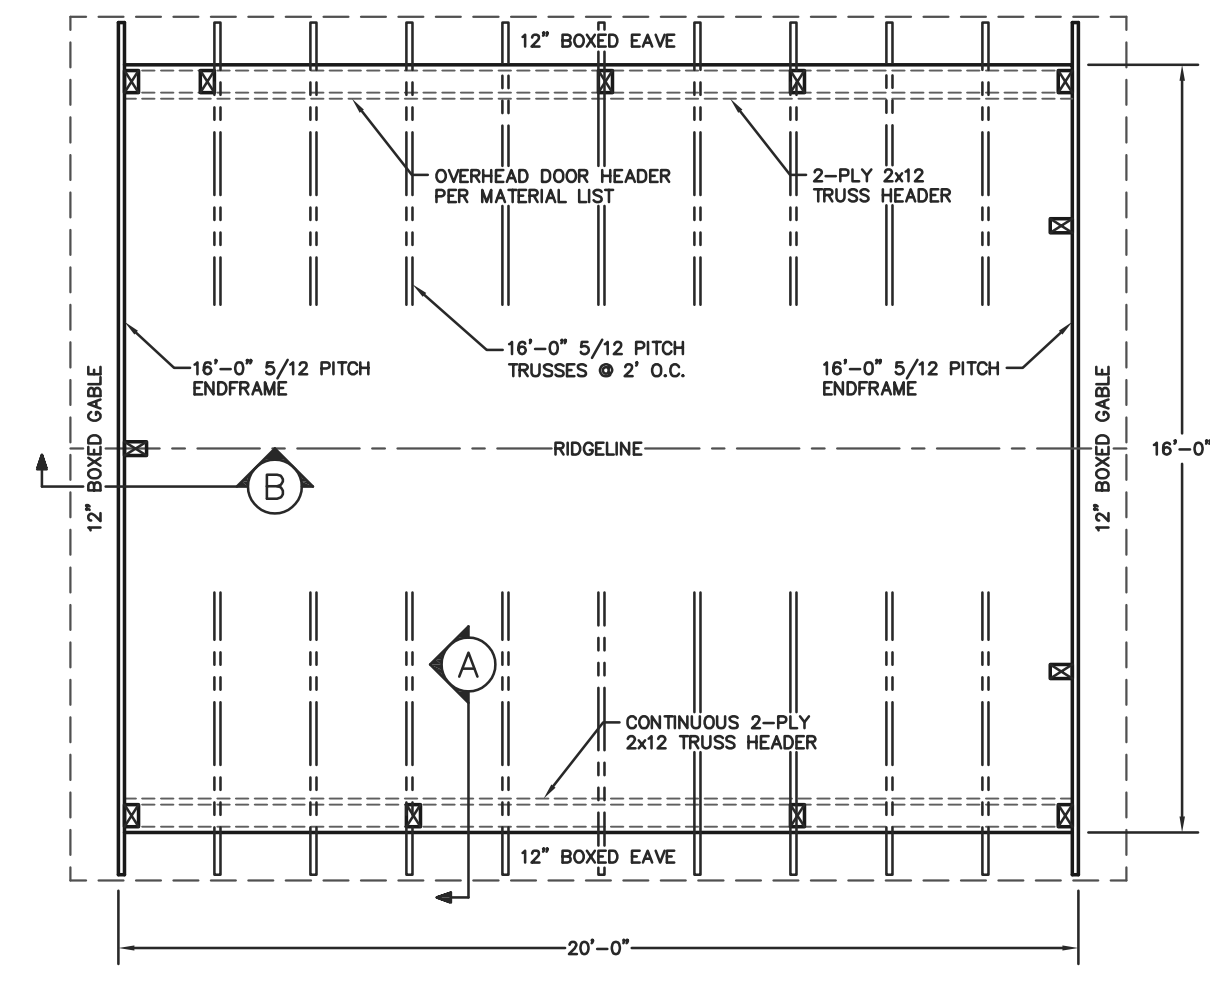 12" BOXED EAVE
OVERHEAD DOOR HEADER
PER MATERIAL LIST
2-PLY 2x12
TRUSS HEADER
16'-0" 5/12 PITCH
TRUSSES @ 2' O.C.
16'-0" 5/12 PITCH
ENDFRAME
16'-0" 5/12 PITCH
ENDFRAME
12" BOXED GABLE
12" BOXED GABLE
RIDGELINE
16'-0"
B
A
CONTINUOUS 2-PLY
2x12 TRUSS HEADER
12" BOXED EAVE
20'-0"